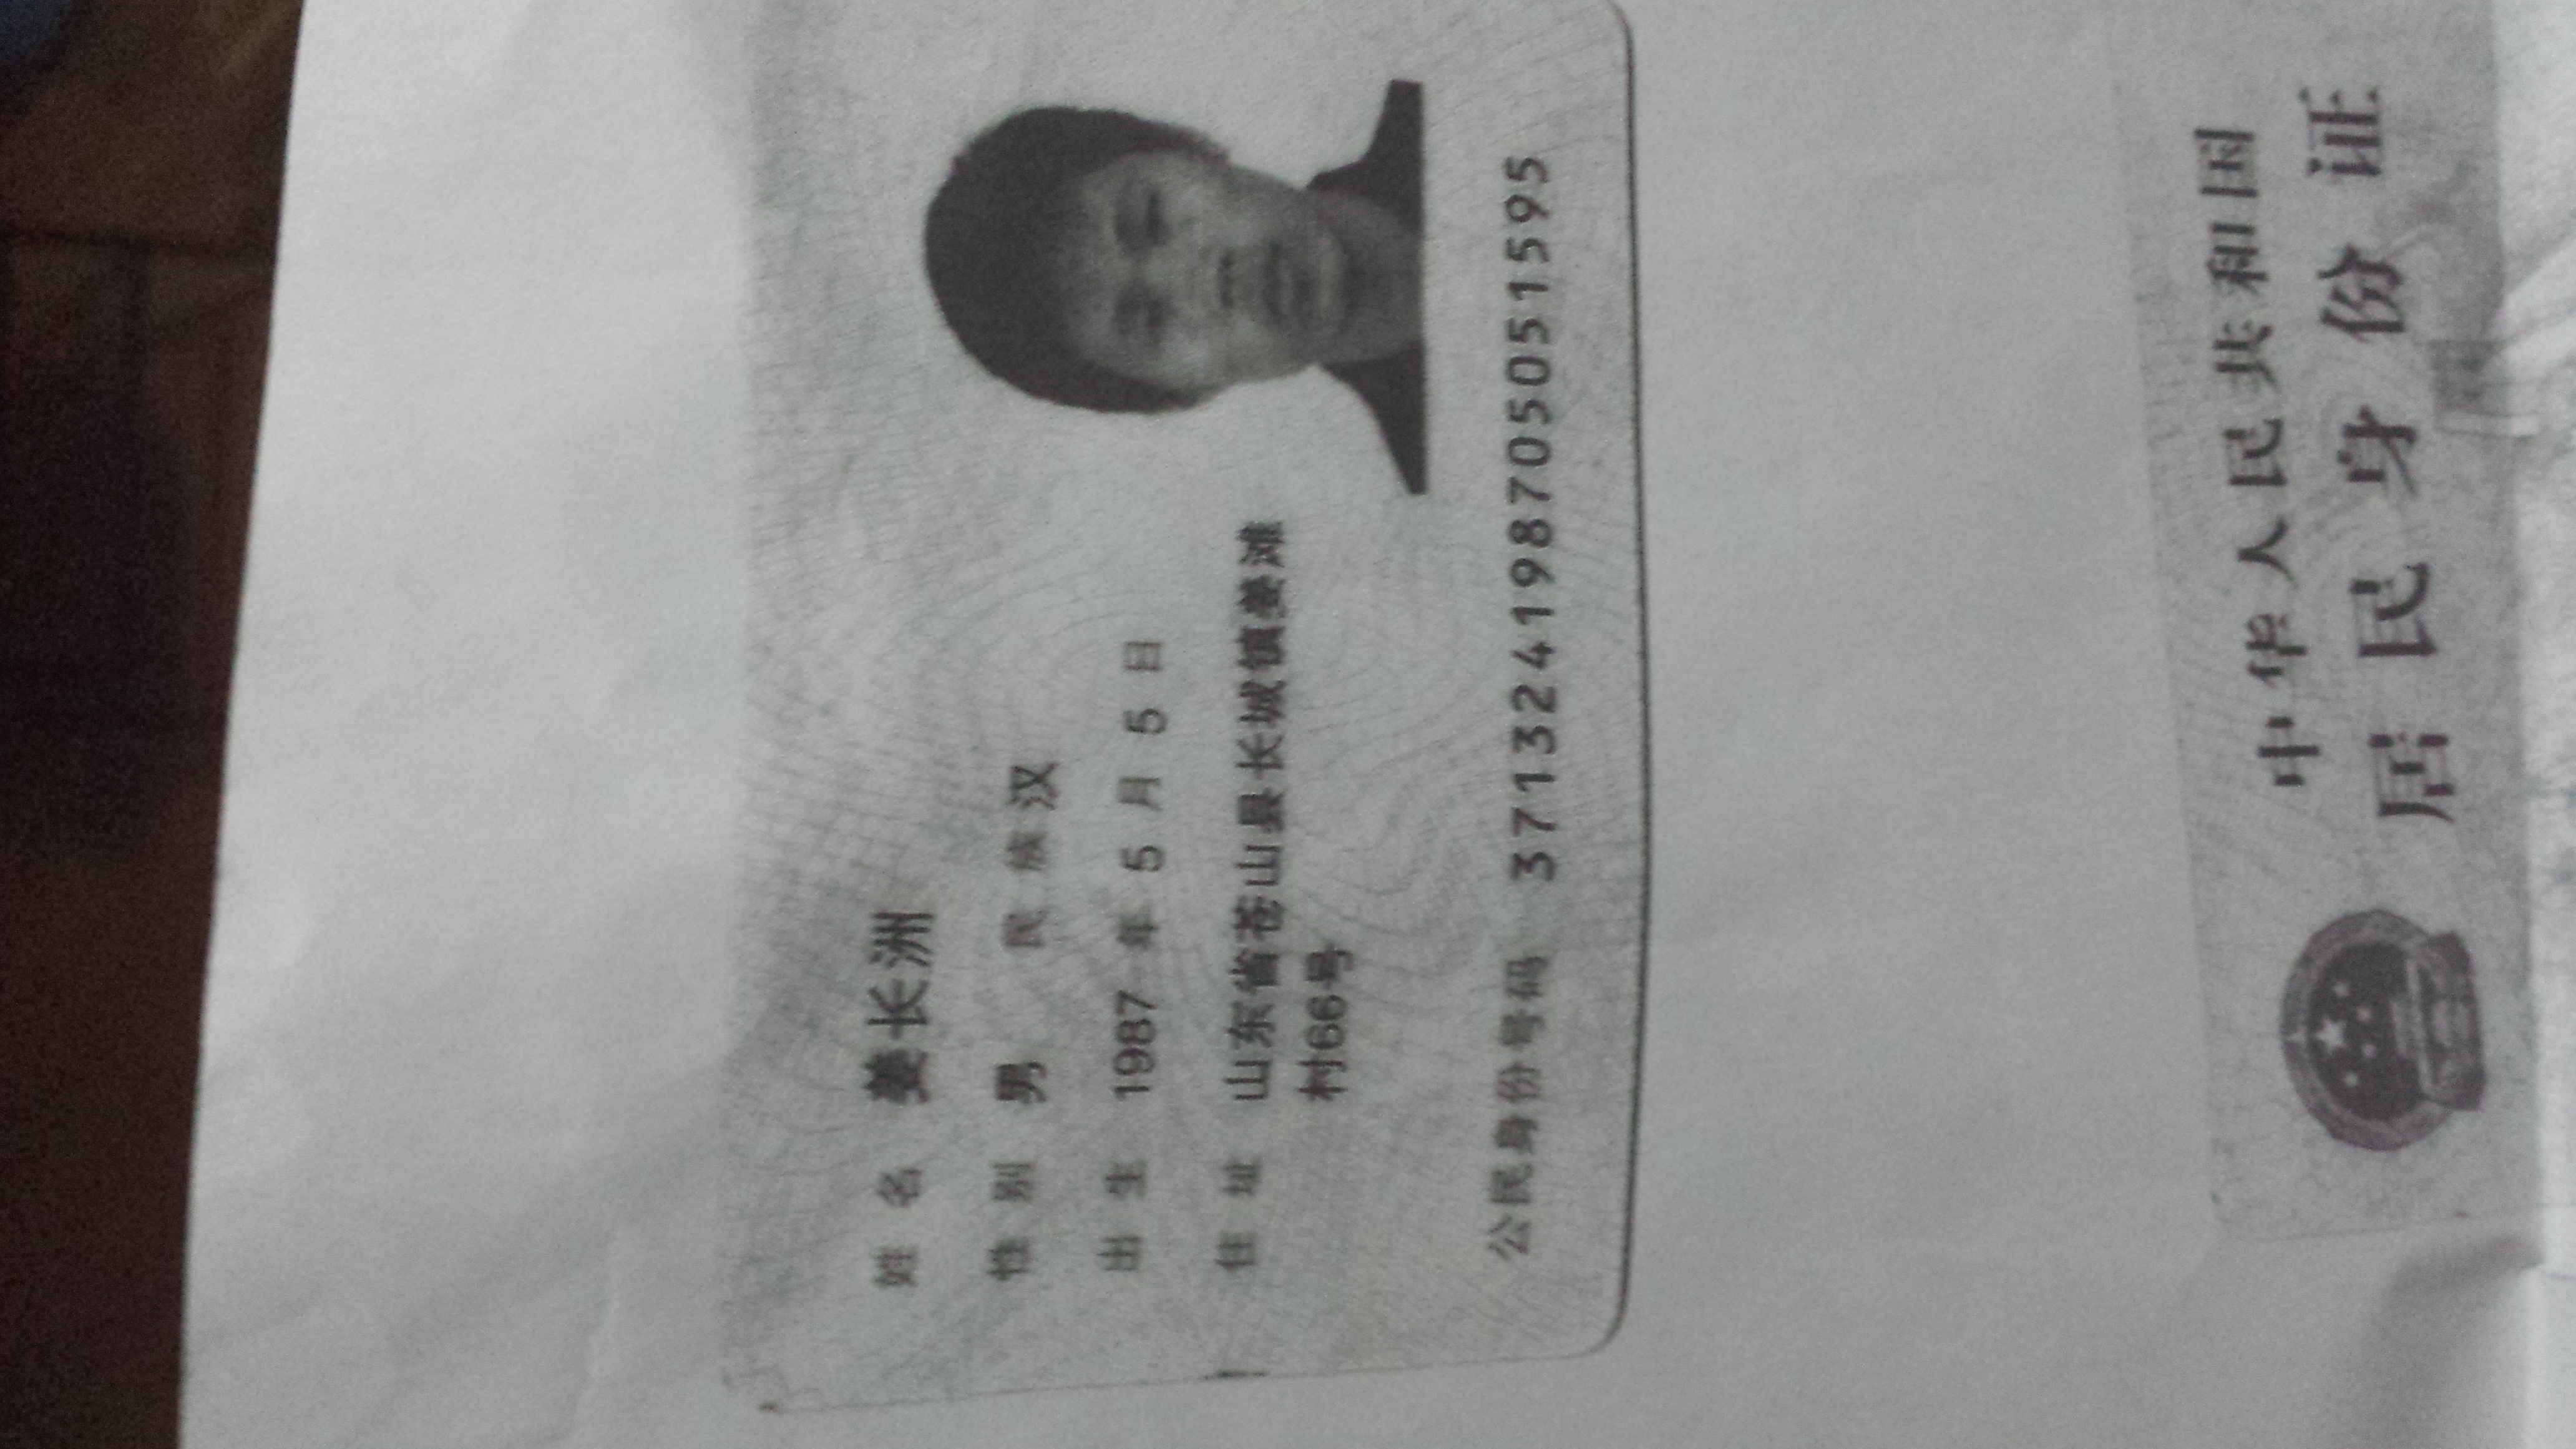 姓名 姜长洲
性别 男 民族 汉
出生 1987 年 5 月 5 日
住址 山东省苍山县长城镇姜滩
村66号
公民身份号码 371324198705051595
中华人民共和国
居民身份证